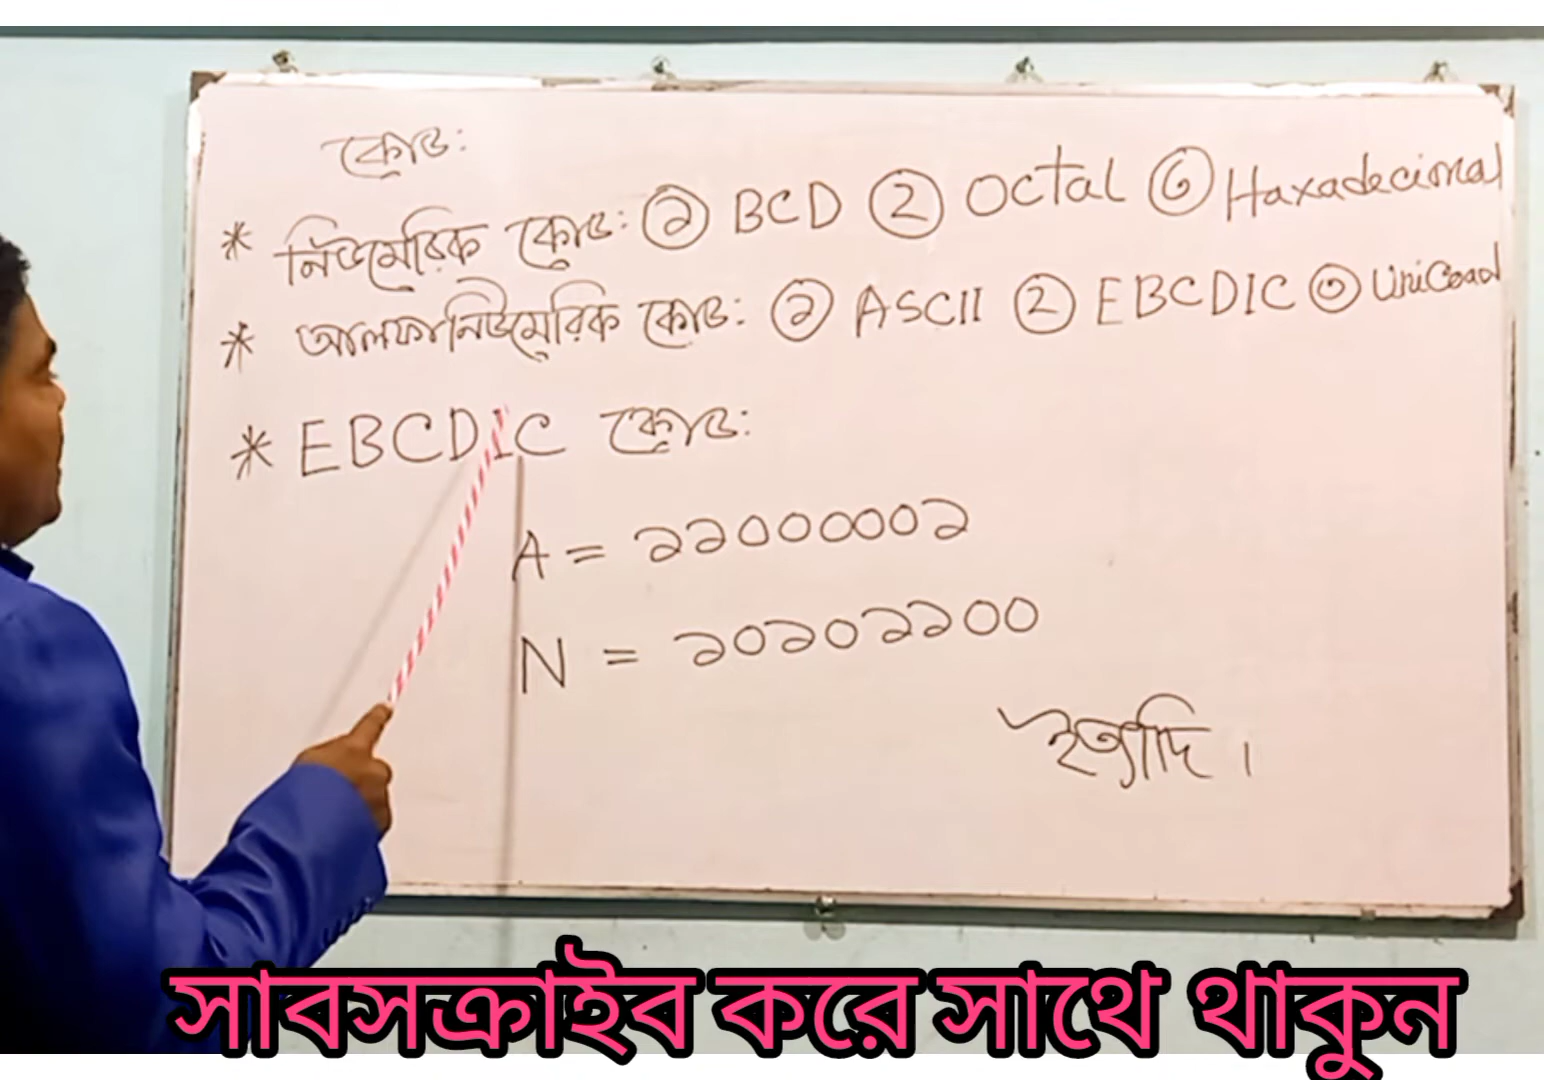 কোড:
* নিউমেরিক কোড: ① BCD ② Octal ③ Haxadecimal
* আলফানিউমেরিক কোড: ① ASCII ② EBCDIC ③ UniCoad
* EBCDIC কোড:
A = ১১০০০০০১
N = ১০১০১১০০
ইত্যাদি।
সাবসক্রাইব করে সাথে থাকুন